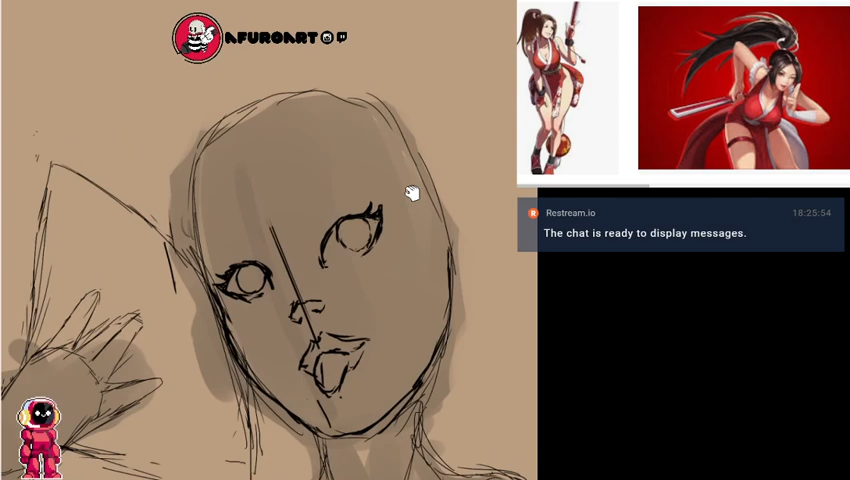 AFUROART
Restream.io 18:25:54
The chat is ready to display messages.